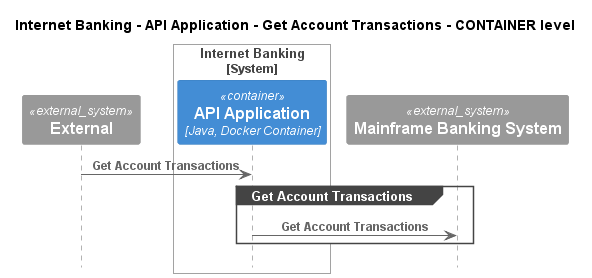 Internet Banking - API Application - Get Account Transactions - CONTAINER level
Internet Banking
[System]
«external_system»
External
«container»
API Application
[Java, Docker Container]
«external_system»
Mainframe Banking System
Get Account Transactions
Get Account Transactions
Get Account Transactions